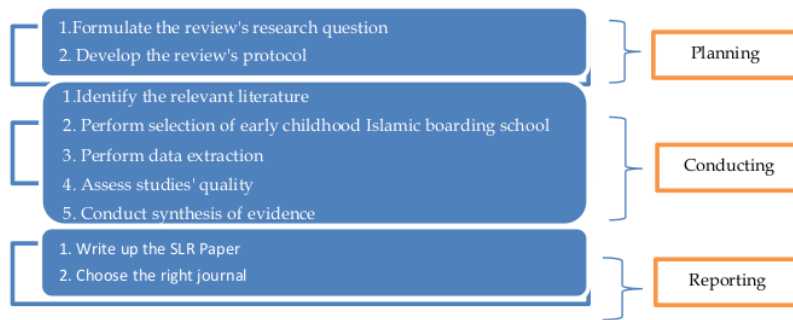 1.Formulate the review's research question
2. Develop the review's protocol
Planning
1.Identify the relevant literature
2. Perform selection of early childhood Islamic boarding school
3. Perform data extraction
4. Assess studies' quality
5. Conduct synthesis of evidence
Conducting
1. Write up the SLR Paper
2. Choose the right journal
Reporting